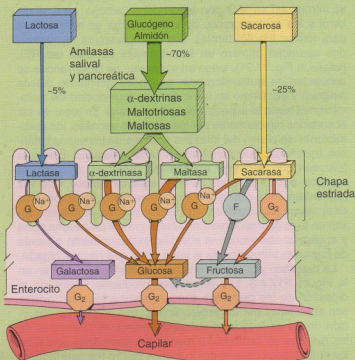 Lactosa
Glucógeno
Almidón
Sacarosa
Amilasas
salival
y pancreática
~70%
~5%
~25%
α-dextrinas
Maltotriosas
Maltosas
Lactasa
α-dextrinasa
Maltasa
Sacarasa
Chapa
estriada
G Na⁺ G Na⁺ G Na⁺ G Na⁺ G Na⁺ F G₂
Galactosa
Glucosa
Fructosa
Enterocito
G₂ G₂ G₂
Capilar